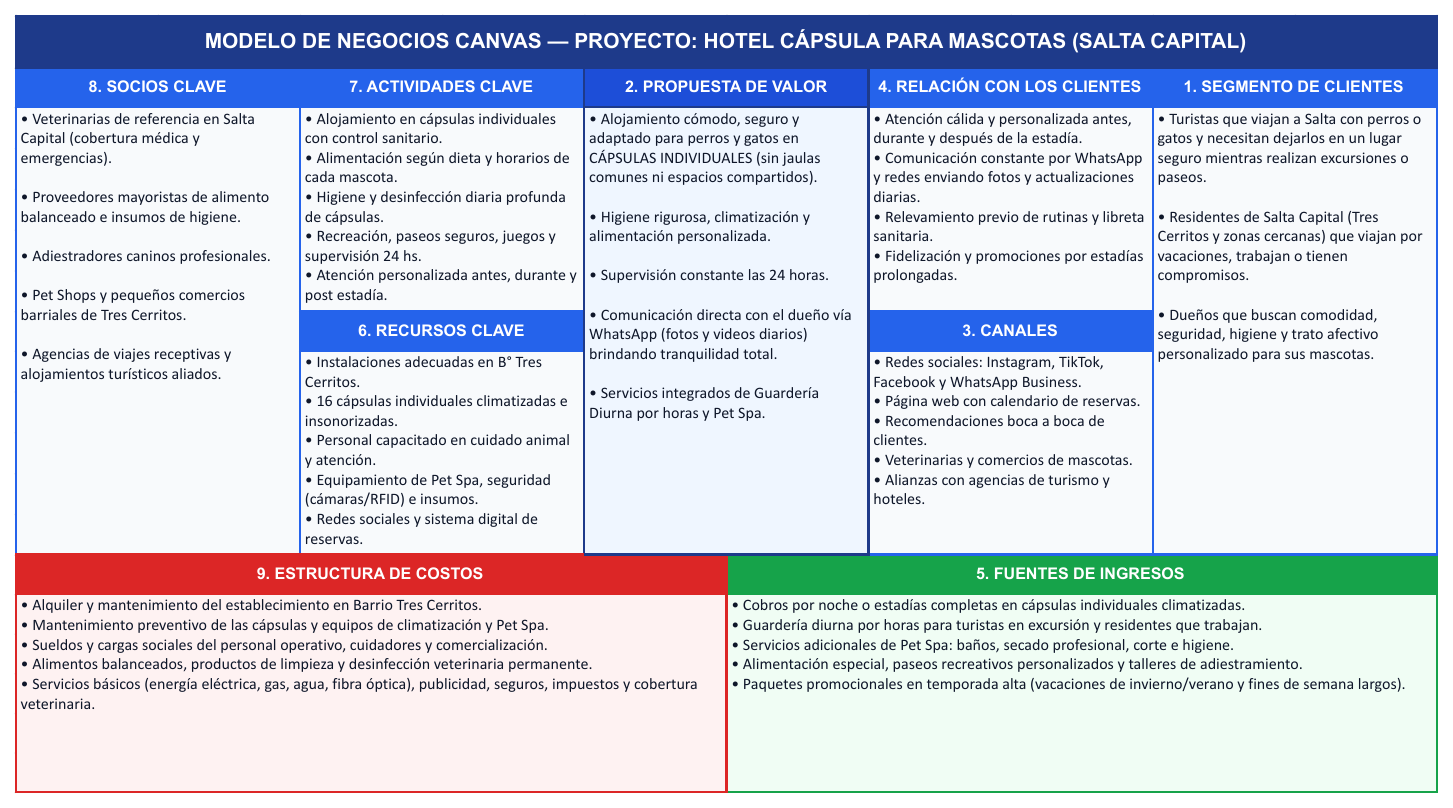 MODELO DE NEGOCIOS CANVAS — PROYECTO: HOTEL CÁPSULA PARA MASCOTAS (SALTA CAPITAL)
8. SOCIOS CLAVE
• Veterinarias de referencia en Salta
Capital (cobertura médica y
emergencias).
• Proveedores mayoristas de alimento
balanceado e insumos de higiene.
• Adiestradores caninos profesionales.
• Pet Shops y pequeños comercios
barriales de Tres Cerritos.
• Agencias de viajes receptivas y
alojamientos turísticos aliados.
7. ACTIVIDADES CLAVE
• Alojamiento en cápsulas individuales
con control sanitario.
• Alimentación según dieta y horarios de
cada mascota.
• Higiene y desinfección diaria profunda
de cápsulas.
• Recreación, paseos seguros, juegos y
supervisión 24 hs.
• Atención personalizada antes, durante y
post estadía.
6. RECURSOS CLAVE
• Instalaciones adecuadas en B° Tres
Cerritos.
• 16 cápsulas individuales climatizadas e
insonorizadas.
• Personal capacitado en cuidado animal
y atención.
• Equipamiento de Pet Spa, seguridad
(cámaras/RFID) e insumos.
• Redes sociales y sistema digital de
reservas.
2. PROPUESTA DE VALOR
• Alojamiento cómodo, seguro y
adaptado para perros y gatos en
CÁPSULAS INDIVIDUALES (sin jaulas
comunes ni espacios compartidos).
• Higiene rigurosa, climatización y
alimentación personalizada.
• Supervisión constante las 24 horas.
• Comunicación directa con el dueño vía
WhatsApp (fotos y videos diarios)
brindando tranquilidad total.
• Servicios integrados de Guardería
Diurna por horas y Pet Spa.
4. RELACIÓN CON LOS CLIENTES
• Atención cálida y personalizada antes,
durante y después de la estadía.
• Comunicación constante por WhatsApp
y redes enviando fotos y actualizaciones
diarias.
• Relevamiento previo de rutinas y libreta
sanitaria.
• Fidelización y promociones por estadías
prolongadas.
3. CANALES
• Redes sociales: Instagram, TikTok,
Facebook y WhatsApp Business.
• Página web con calendario de reservas.
• Recomendaciones boca a boca de
clientes.
• Veterinarias y comercios de mascotas.
• Alianzas con agencias de turismo y
hoteles.
1. SEGMENTO DE CLIENTES
• Turistas que viajan a Salta con perros o
gatos y necesitan dejarlos en un lugar
seguro mientras realizan excursiones o
paseos.
• Residentes de Salta Capital (Tres
Cerritos y zonas cercanas) que viajan por
vacaciones, trabajan o tienen
compromisos.
• Dueños que buscan comodidad,
seguridad, higiene y trato afectivo
personalizado para sus mascotas.
9. ESTRUCTURA DE COSTOS
• Alquiler y mantenimiento del establecimiento en Barrio Tres Cerritos.
• Mantenimiento preventivo de las cápsulas y equipos de climatización y Pet Spa.
• Sueldos y cargas sociales del personal operativo, cuidadores y comercialización.
• Alimentos balanceados, productos de limpieza y desinfección veterinaria permanente.
• Servicios básicos (energía eléctrica, gas, agua, fibra óptica), publicidad, seguros, impuestos y cobertura
veterinaria.
5. FUENTES DE INGRESOS
• Cobros por noche o estadías completas en cápsulas individuales climatizadas.
• Guardería diurna por horas para turistas en excursión y residentes que trabajan.
• Servicios adicionales de Pet Spa: baños, secado profesional, corte e higiene.
• Alimentación especial, paseos recreativos personalizados y talleres de adiestramiento.
• Paquetes promocionales en temporada alta (vacaciones de invierno/verano y fines de semana largos).